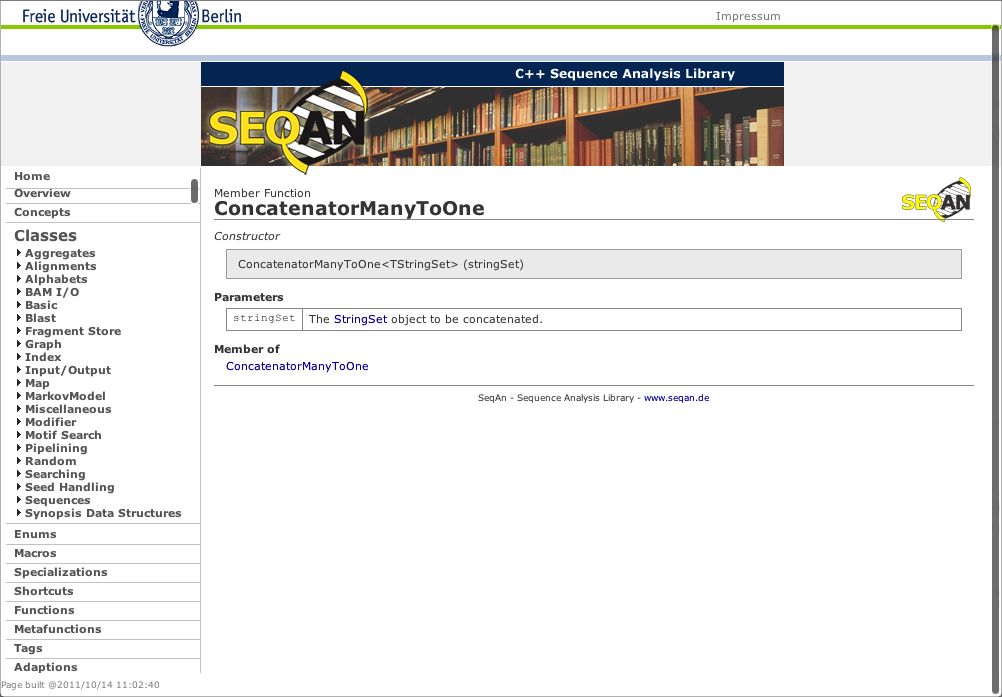 Freie Universität Berlin
Impressum
C++ Sequence Analysis Library
SEQAN
Home
Overview
Concepts
Classes
Aggregates
Alignments
Alphabets
BAM I/O
Basic
Blast
Fragment Store
Graph
Index
Input/Output
Map
MarkovModel
Miscellaneous
Modifier
Motif Search
Pipelining
Random
Searching
Seed Handling
Sequences
Synopsis Data Structures
Enums
Macros
Specializations
Shortcuts
Functions
Metafunctions
Tags
Adaptions
Page built @2011/10/14 11:02:40
Member Function
ConcatenatorManyToOne
SEQAN
Constructor
ConcatenatorManyToOne<TStringSet> (stringSet)
Parameters
stringSet The StringSet object to be concatenated.
Member of
ConcatenatorManyToOne
SeqAn - Sequence Analysis Library - www.seqan.de